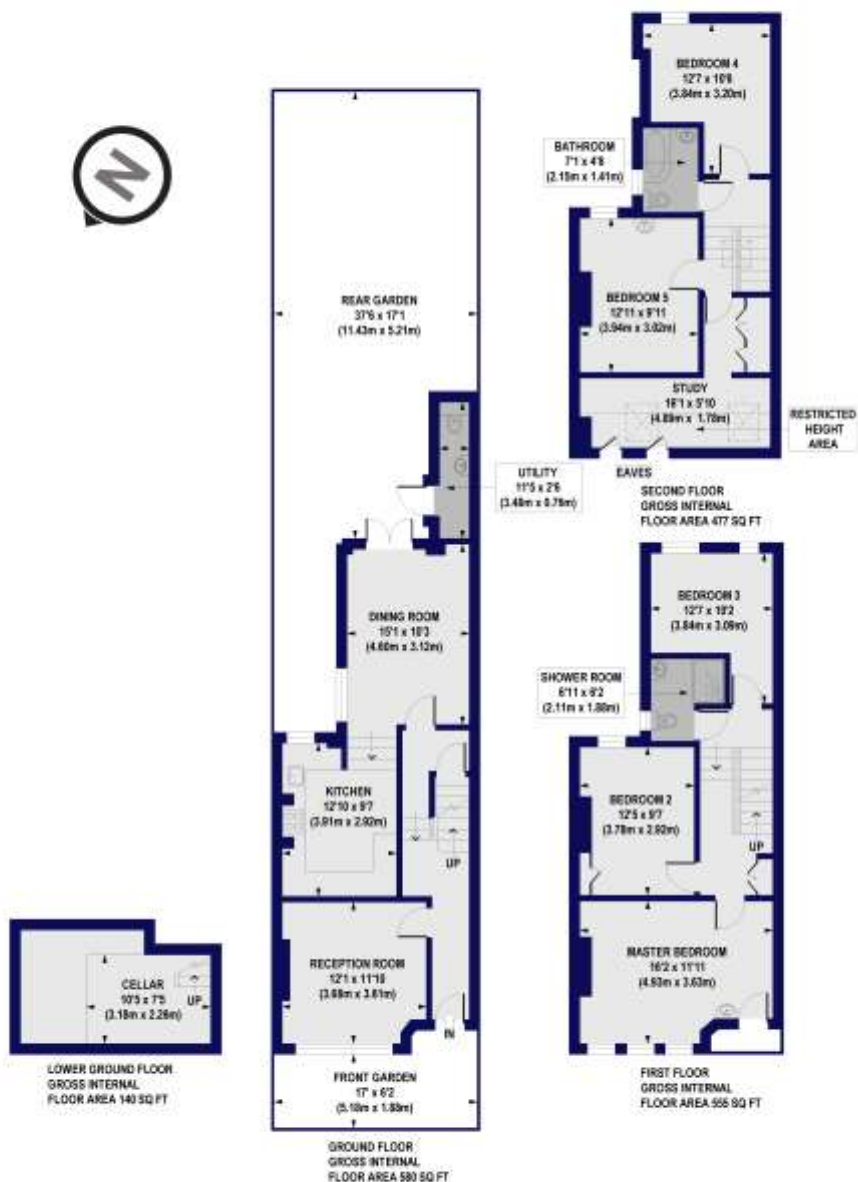 N
BEDROOM 4
12'7 x 10'6
(3.84m x 3.20m)
BATHROOM
7'1 x 4'8
(2.15m x 1.41m)
BEDROOM 5
12'11 x 9'11
(3.94m x 3.02m)
STUDY
16'1 x 5'10
(4.89m x 1.78m)
RESTRICTED
HEIGHT
AREA
EAVES
SECOND FLOOR
GROSS INTERNAL
FLOOR AREA 477 SQ FT
REAR GARDEN
37'6 x 17'1
(11.43m x 5.21m)
UTILITY
11'5 x 2'6
(3.48m x 0.76m)
DINING ROOM
15'1 x 10'3
(4.60m x 3.12m)
KITCHEN
12'10 x 9'7
(3.91m x 2.92m)
UP
RECEPTION ROOM
12'1 x 11'10
(3.68m x 3.61m)
IN
FRONT GARDEN
17' x 6'2
(5.18m x 1.88m)
GROUND FLOOR
GROSS INTERNAL
FLOOR AREA 580 SQ FT
BEDROOM 3
12'7 x 10'2
(3.84m x 3.09m)
SHOWER ROOM
6'11 x 6'2
(2.11m x 1.88m)
BEDROOM 2
12'5 x 9'7
(3.78m x 2.92m)
UP
MASTER BEDROOM
16'2 x 11'11
(4.93m x 3.63m)
FIRST FLOOR
GROSS INTERNAL
FLOOR AREA 555 SQ FT
CELLAR
10'5 x 7'5
(3.18m x 2.26m)
UP
LOWER GROUND FLOOR
GROSS INTERNAL
FLOOR AREA 140 SQ FT